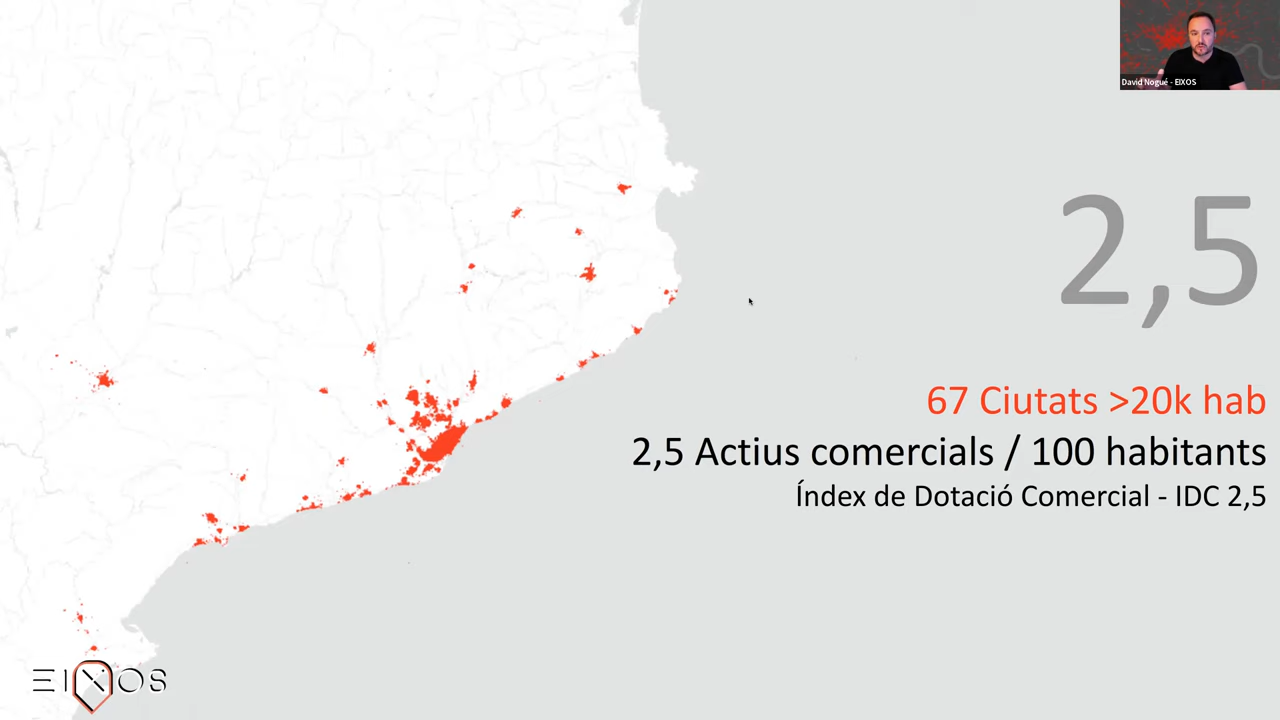 David Nogué - EIXOS
2,5
67 Ciutats >20k hab
2,5 Actius comercials / 100 habitants
Índex de Dotació Comercial - IDC 2,5
EIXOS